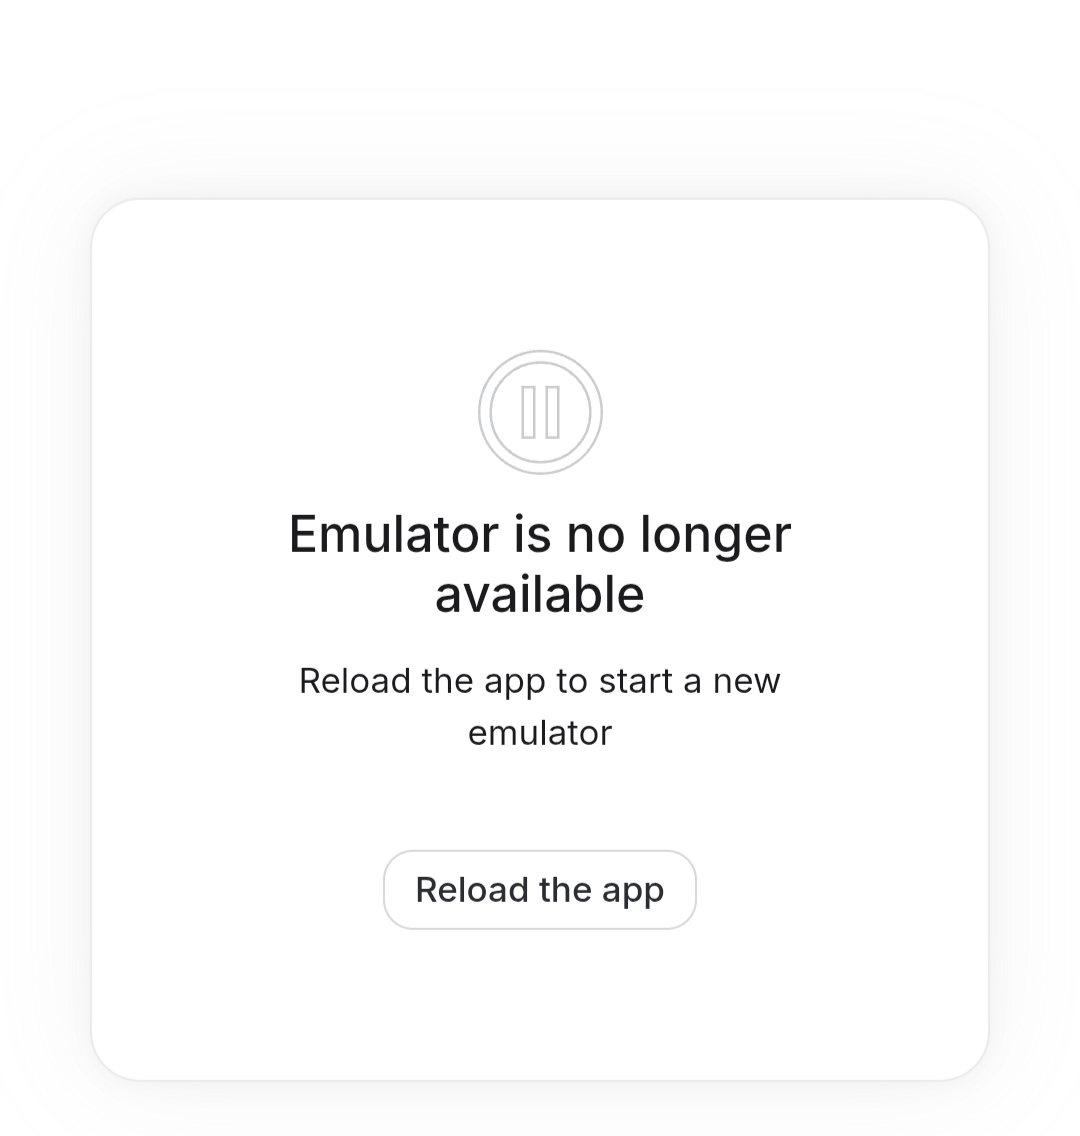 Emulator is no longer
available
Reload the app to start a new
emulator
Reload the app